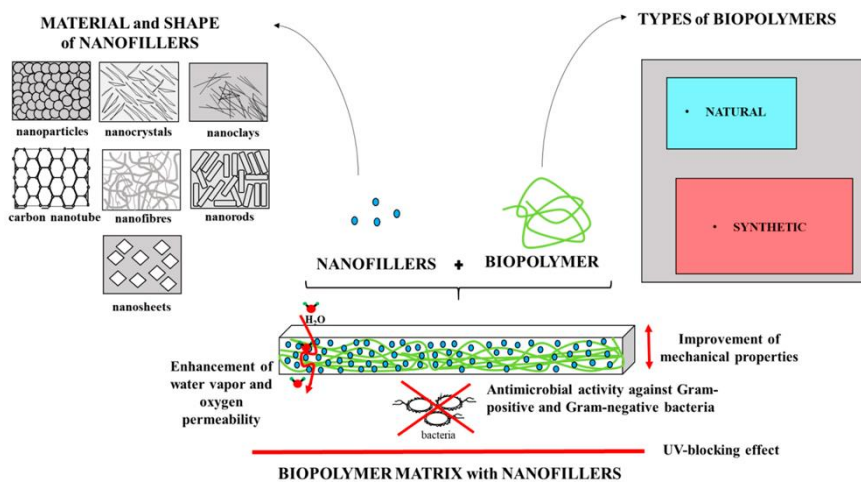 MATERIAL and SHAPE
of NANOFILLERS
nanoparticles
nanocrystals
nanoclays
carbon nanotube
nanofibres
nanorods
nanosheets
TYPES of BIOPOLYMERS
• NATURAL
• SYNTHETIC
NANOFILLERS + BIOPOLYMER
H₂O
Enhancement of
water vapor and
oxygen
permeability
Improvement of
mechanical properties
Antimicrobial activity against Gram-
positive and Gram-negative bacteria
bacteria
UV-blocking effect
BIOPOLYMER MATRIX with NANOFILLERS